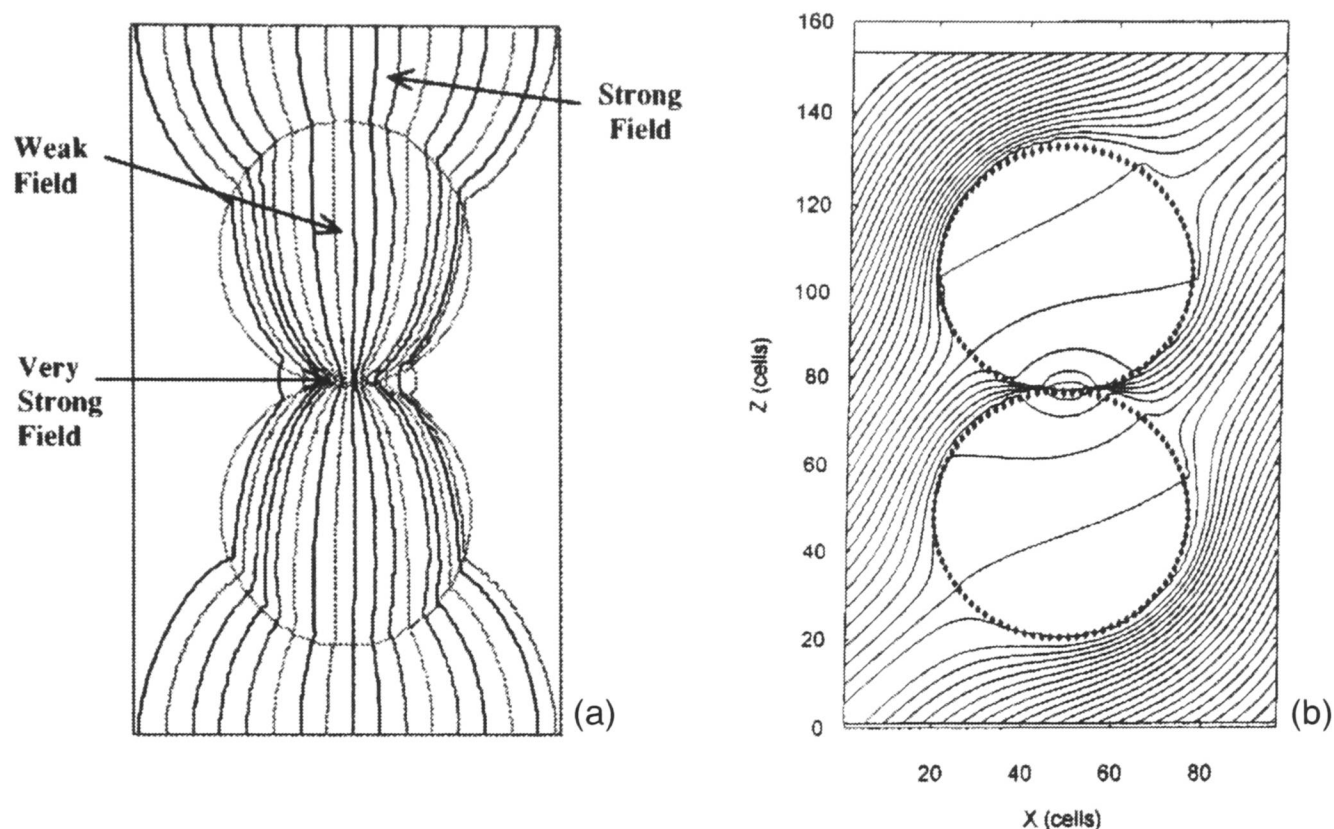 Strong
Field
Weak
Field
Very
Strong
Field
(a)
160
140
120
100
80
60
40
20
0
Z (cells)
20 40 60 80
X (cells)
(b)